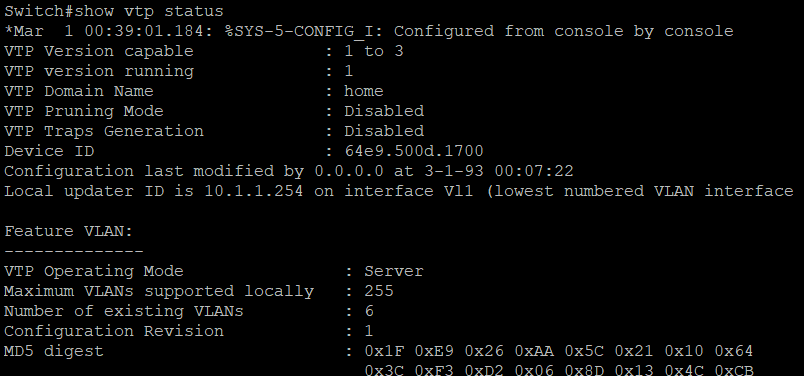 Switch#show vtp status
*Mar  1 00:39:01.184: %SYS-5-CONFIG_I: Configured from console by console
VTP Version capable             : 1 to 3
VTP version running             : 1
VTP Domain Name                 : home
VTP Pruning Mode                : Disabled
VTP Traps Generation            : Disabled
Device ID                       : 64e9.500d.1700
Configuration last modified by 0.0.0.0 at 3-1-93 00:07:22
Local updater ID is 10.1.1.254 on interface Vl1 (lowest numbered VLAN interface

Feature VLAN:
--------------
VTP Operating Mode                : Server
Maximum VLANs supported locally   : 255
Number of existing VLANs          : 6
Configuration Revision            : 1
MD5 digest                        : 0x1F 0xE9 0x26 0xAA 0x5C 0x21 0x10 0x64
                                    0x3C 0xF3 0xD2 0x06 0x8D 0x13 0x4C 0xCB